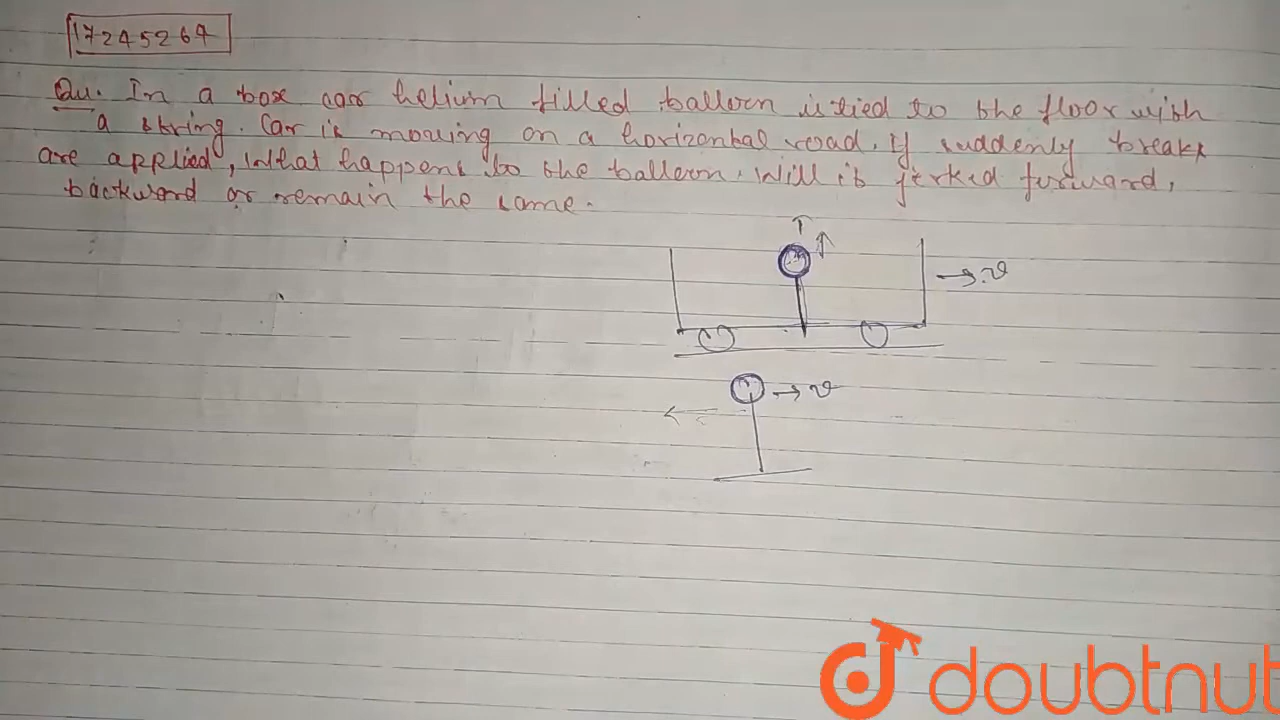 17245264
Qu. In a box car helium filled balloon is tied to the floor with
a string. Car is moving on a horizontal road. If suddenly breaks
are applied, what happens to the balloon. Will it jerked forward,
backward or remain the same.
→ v
→ v
doubtnut